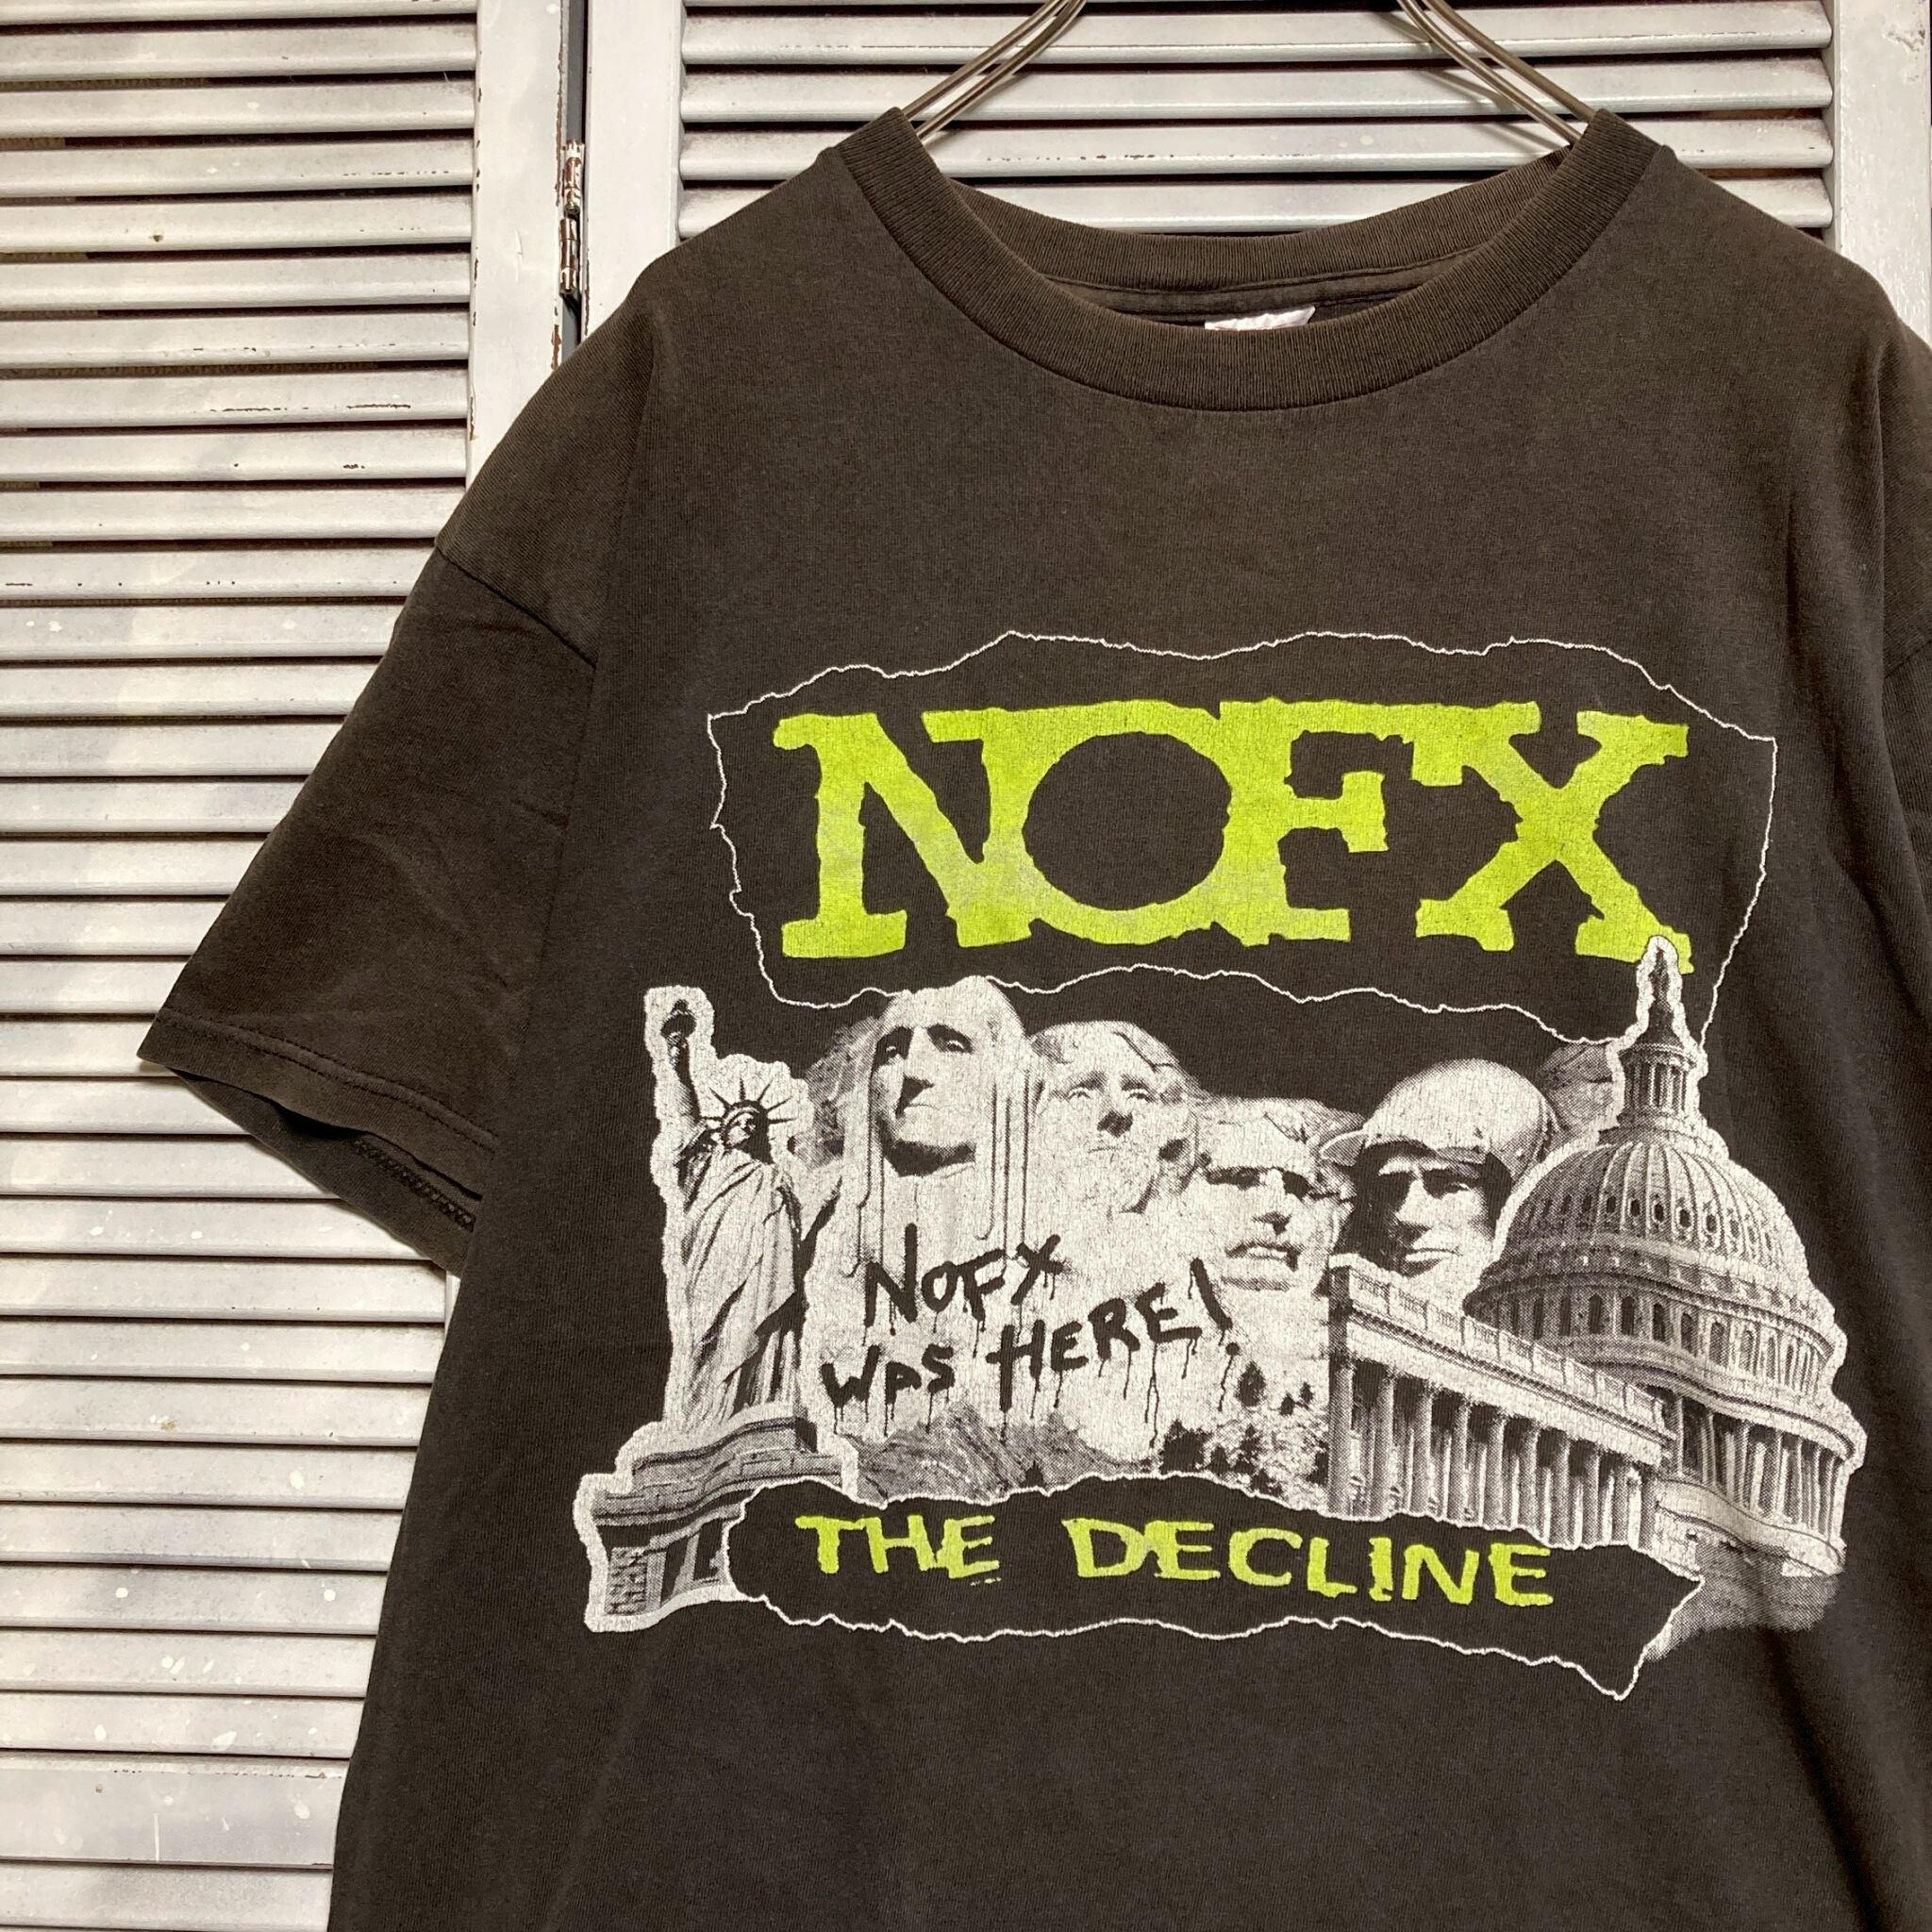 NOFX
NOFX
WAS HERE!
THE DECLINE